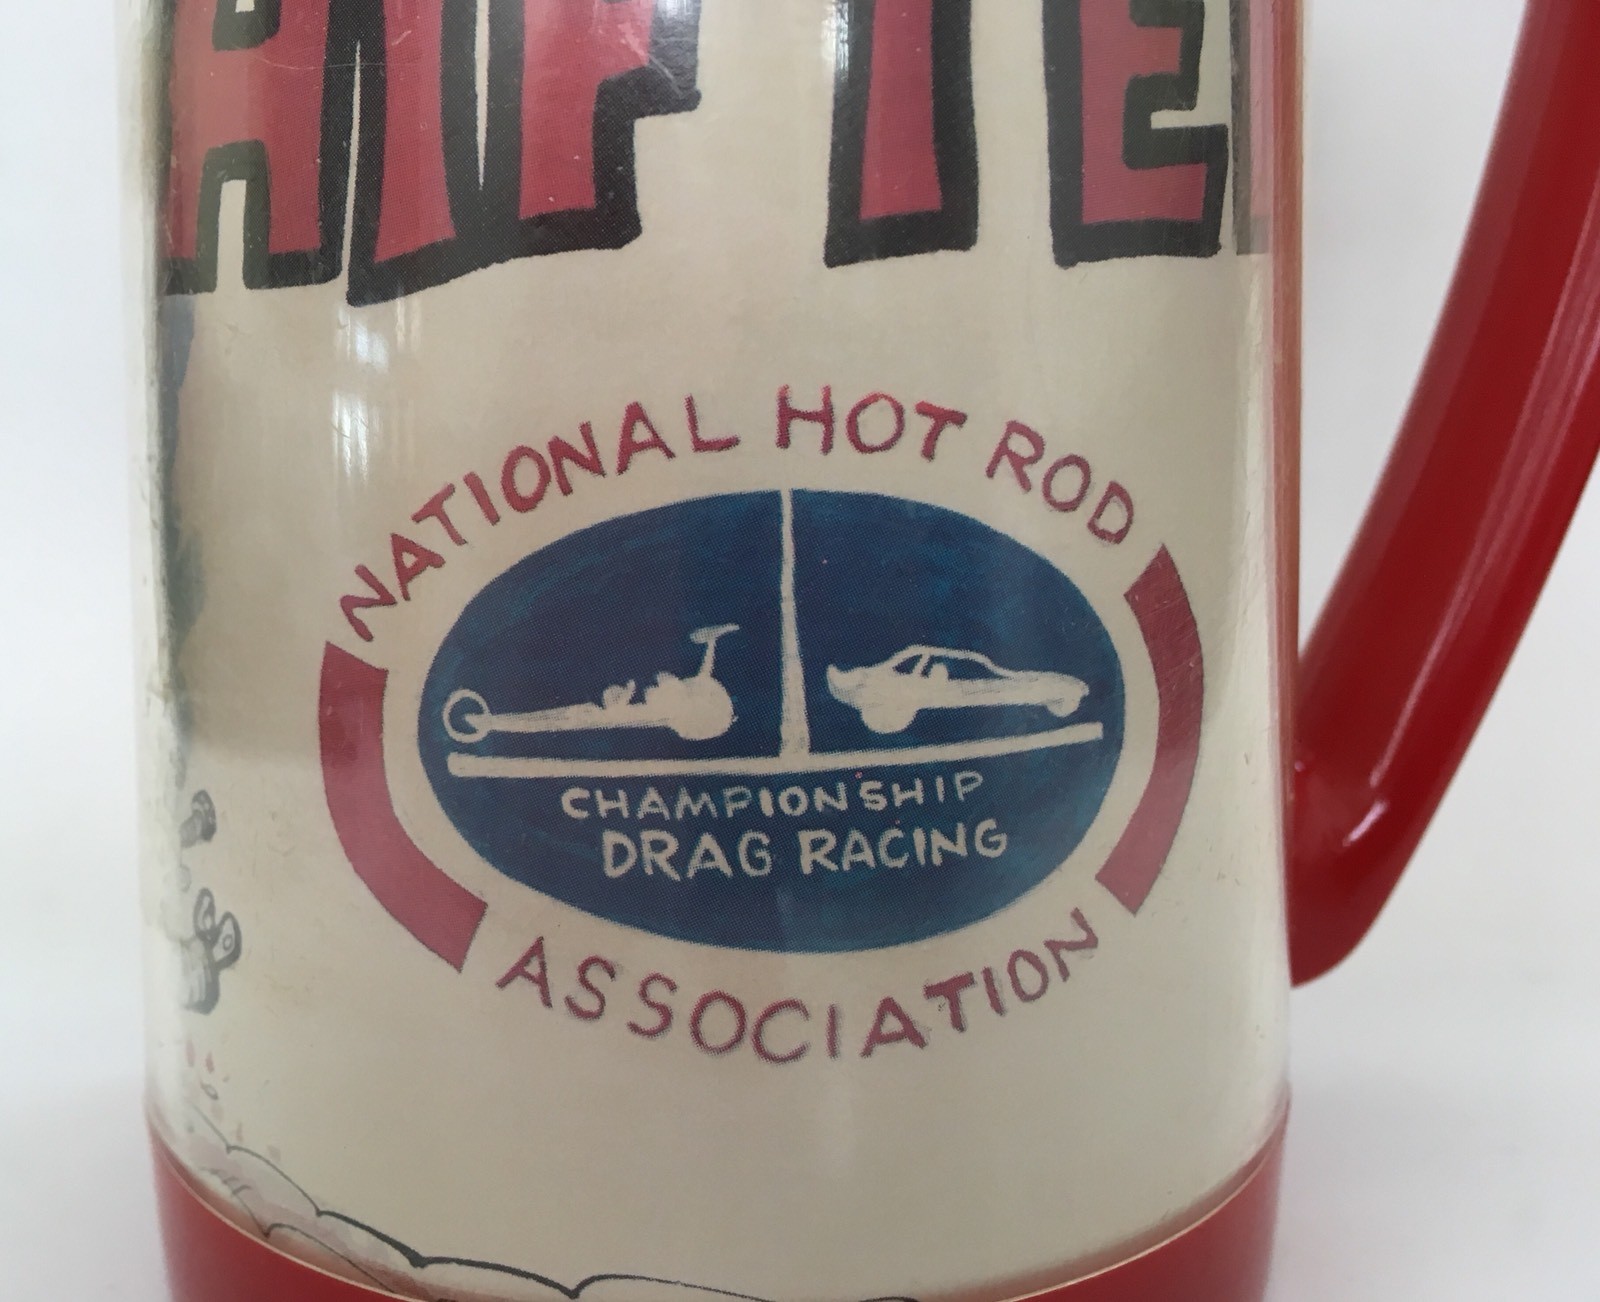 NATIONAL HOT ROD
CHAMPIONSHIP
DRAG RACING
ASSOCIATION